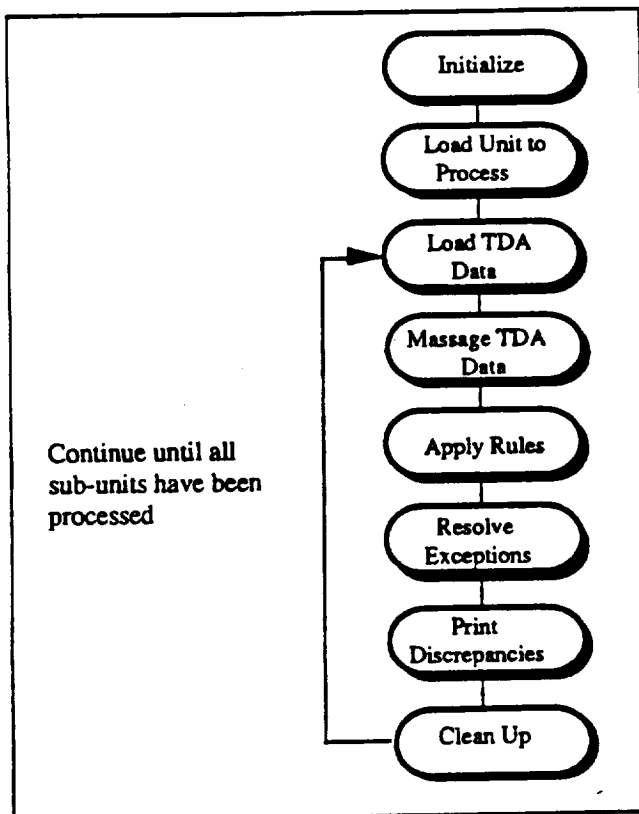 Initialize
Load Unit to
Process
Load TDA
Data
Massage TDA
Data
Apply Rules
Continue until all
sub-units have been
processed
Resolve
Exceptions
Print
Discrepancies
Clean Up